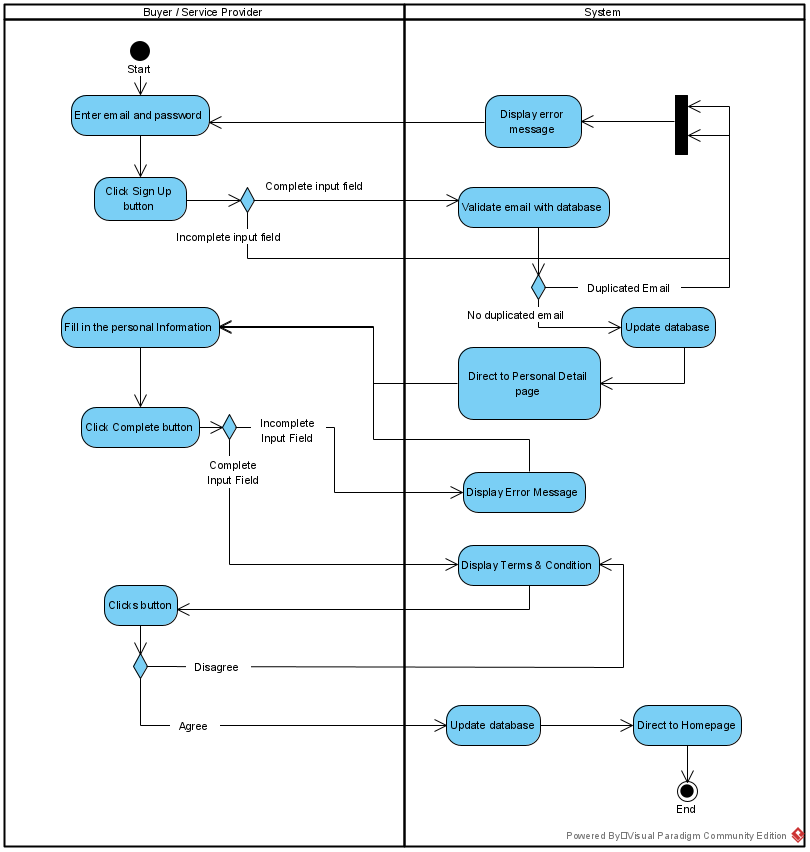 Buyer / Service Provider
System
Start
Enter email and password
Display error
message
Click Sign Up
button
Complete input field
Validate email with database
Incomplete input field
Duplicated Email
No duplicated email
Fill in the personal Information
Update database
Direct to Personal Detail
page
Click Complete button
Incomplete
Input Field
Complete
Input Field
Display Error Message
Display Terms & Condition
Clicks button
Disagree
Agree
Update database
Direct to Homepage
End
Powered By□Visual Paradigm Community Edition